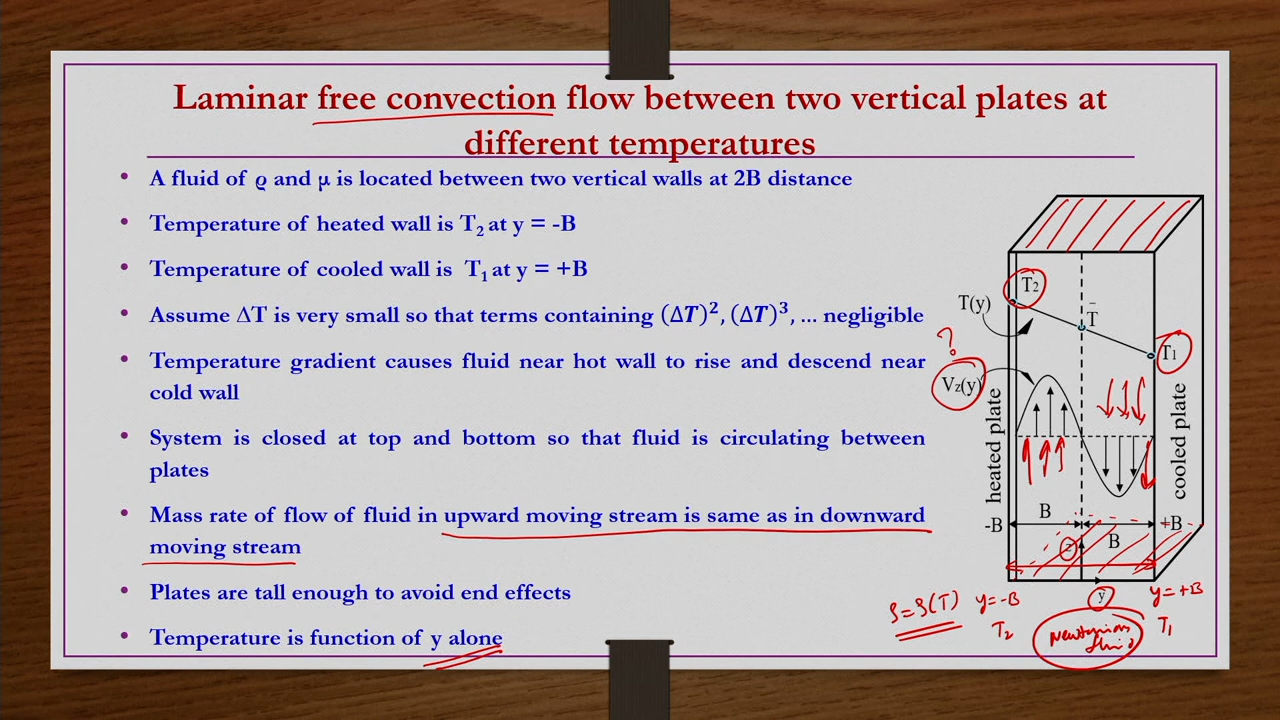 Laminar free convection flow between two vertical plates at
different temperatures
• A fluid of ρ and μ is located between two vertical walls at 2B distance
• Temperature of heated wall is T₂ at y = -B
• Temperature of cooled wall is T₁ at y = +B
• Assume ΔT is very small so that terms containing (ΔT)², (ΔT)³, ... negligible
• Temperature gradient causes fluid near hot wall to rise and descend near
cold wall
• System is closed at top and bottom so that fluid is circulating between
plates
• Mass rate of flow of fluid in upward moving stream is same as in downward
moving stream
• Plates are tall enough to avoid end effects
• Temperature is function of y alone
T₂
T(y)
T̄
T₁
?
Vz(y)
heated plate
cooled plate
-B
B
+B
B
z
y
ρ=ρ(T)
y=-B
T₂
Newtonian
fluid
y=+B
T₁